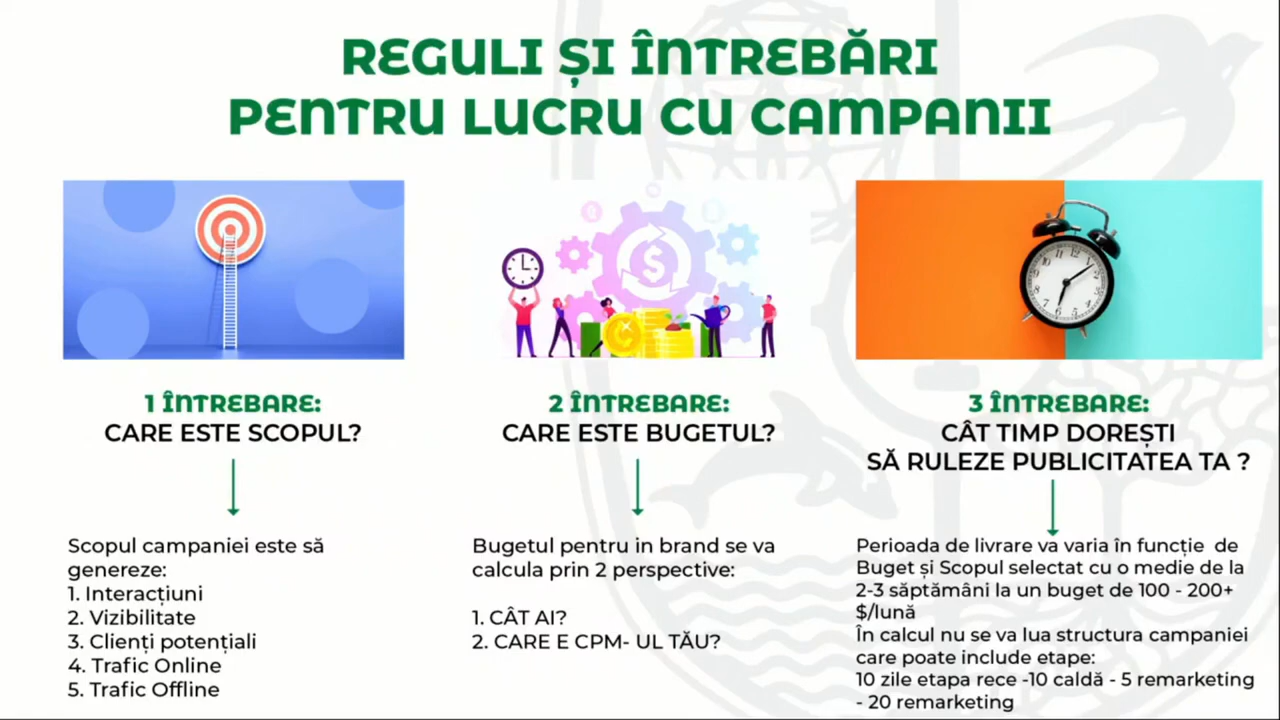 REGULI ȘI ÎNTREBĂRI
PENTRU LUCRU CU CAMPANII
1 ÎNTREBARE:
CARE ESTE SCOPUL?
Scopul campaniei este să
genereze:
1. Interacțiuni
2. Vizibilitate
3. Clienți potențiali
4. Trafic Online
5. Trafic Offline
2 ÎNTREBARE:
CARE ESTE BUGETUL?
Bugetul pentru in brand se va
calcula prin 2 perspective:
1. CÂT AI?
2. CARE E CPM- UL TĂU?
3 ÎNTREBARE:
CÂT TIMP DOREȘTI
SĂ RULEZE PUBLICITATEA TA ?
Perioada de livrare va varia în funcție de
Buget și Scopul selectat cu o medie de la
2-3 săptămâni la un buget de 100 - 200+
$/lună
În calcul nu se va lua structura campaniei
care poate include etape:
10 zile etapa rece -10 caldă - 5 remarketing
- 20 remarketing